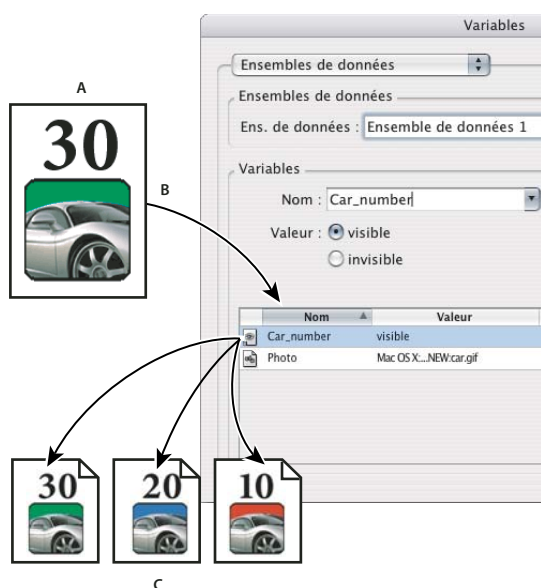 Variables
Ensembles de données
Ensembles de données
Ens. de données : Ensemble de données 1
Variables
Nom : Car_number
Valeur : visible
invisible
Nom Valeur
Car_number visible
Photo Mac OS X:...NEW:car.gif
A
30
B
30
20
10
C